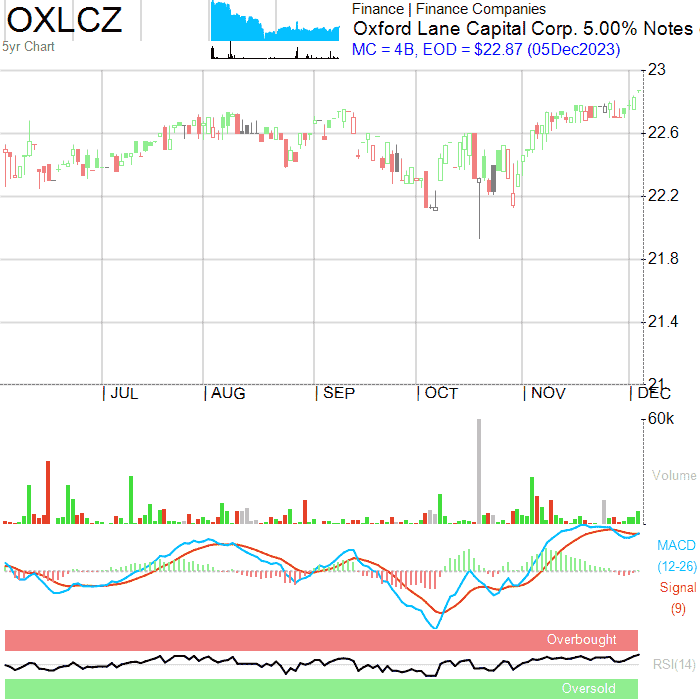 OXLCZ
5yr Chart
Finance | Finance Companies
Oxford Lane Capital Corp. 5.00% Notes
MC = 4B, EOD = $22.87 (05Dec2023)
23
22.6
22.2
21.8
21.4
21
JUL AUG SEP OCT NOV DEC
60k
Volume
MACD
(12-26)
Signal
(9)
Overbought
RSI(14)
Oversold